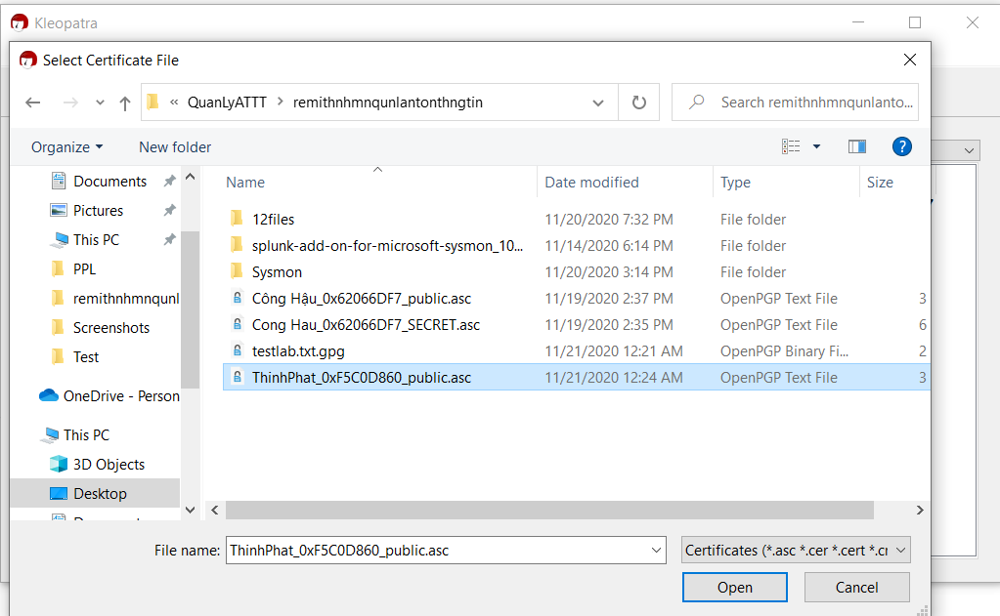 Kleopatra
Select Certificate File
« QuanLyATTT > remithnhmnqunlantonthngtin
Search remithnhmnqunlanto...
Organize New folder
Name Date modified Type Size
Documents
Pictures
This PC
PPL
remithnhmnqunl
Screenshots
Test
OneDrive - Person
This PC
3D Objects
Desktop
12files 11/20/2020 7:32 PM File folder
splunk-add-on-for-microsoft-sysmon_10... 11/14/2020 6:14 PM File folder
Sysmon 11/20/2020 3:14 PM File folder
Công Hậu_0x62066DF7_public.asc 11/19/2020 2:37 PM OpenPGP Text File 3
Cong Hau_0x62066DF7_SECRET.asc 11/19/2020 2:35 PM OpenPGP Text File 6
testlab.txt.gpg 11/21/2020 12:21 AM OpenPGP Binary Fi... 2
ThinhPhat_0xF5C0D860_public.asc 11/21/2020 12:24 AM OpenPGP Text File 3
File name: ThinhPhat_0xF5C0D860_public.asc
Certificates (*.asc *.cer *.cert *.cr
Open Cancel